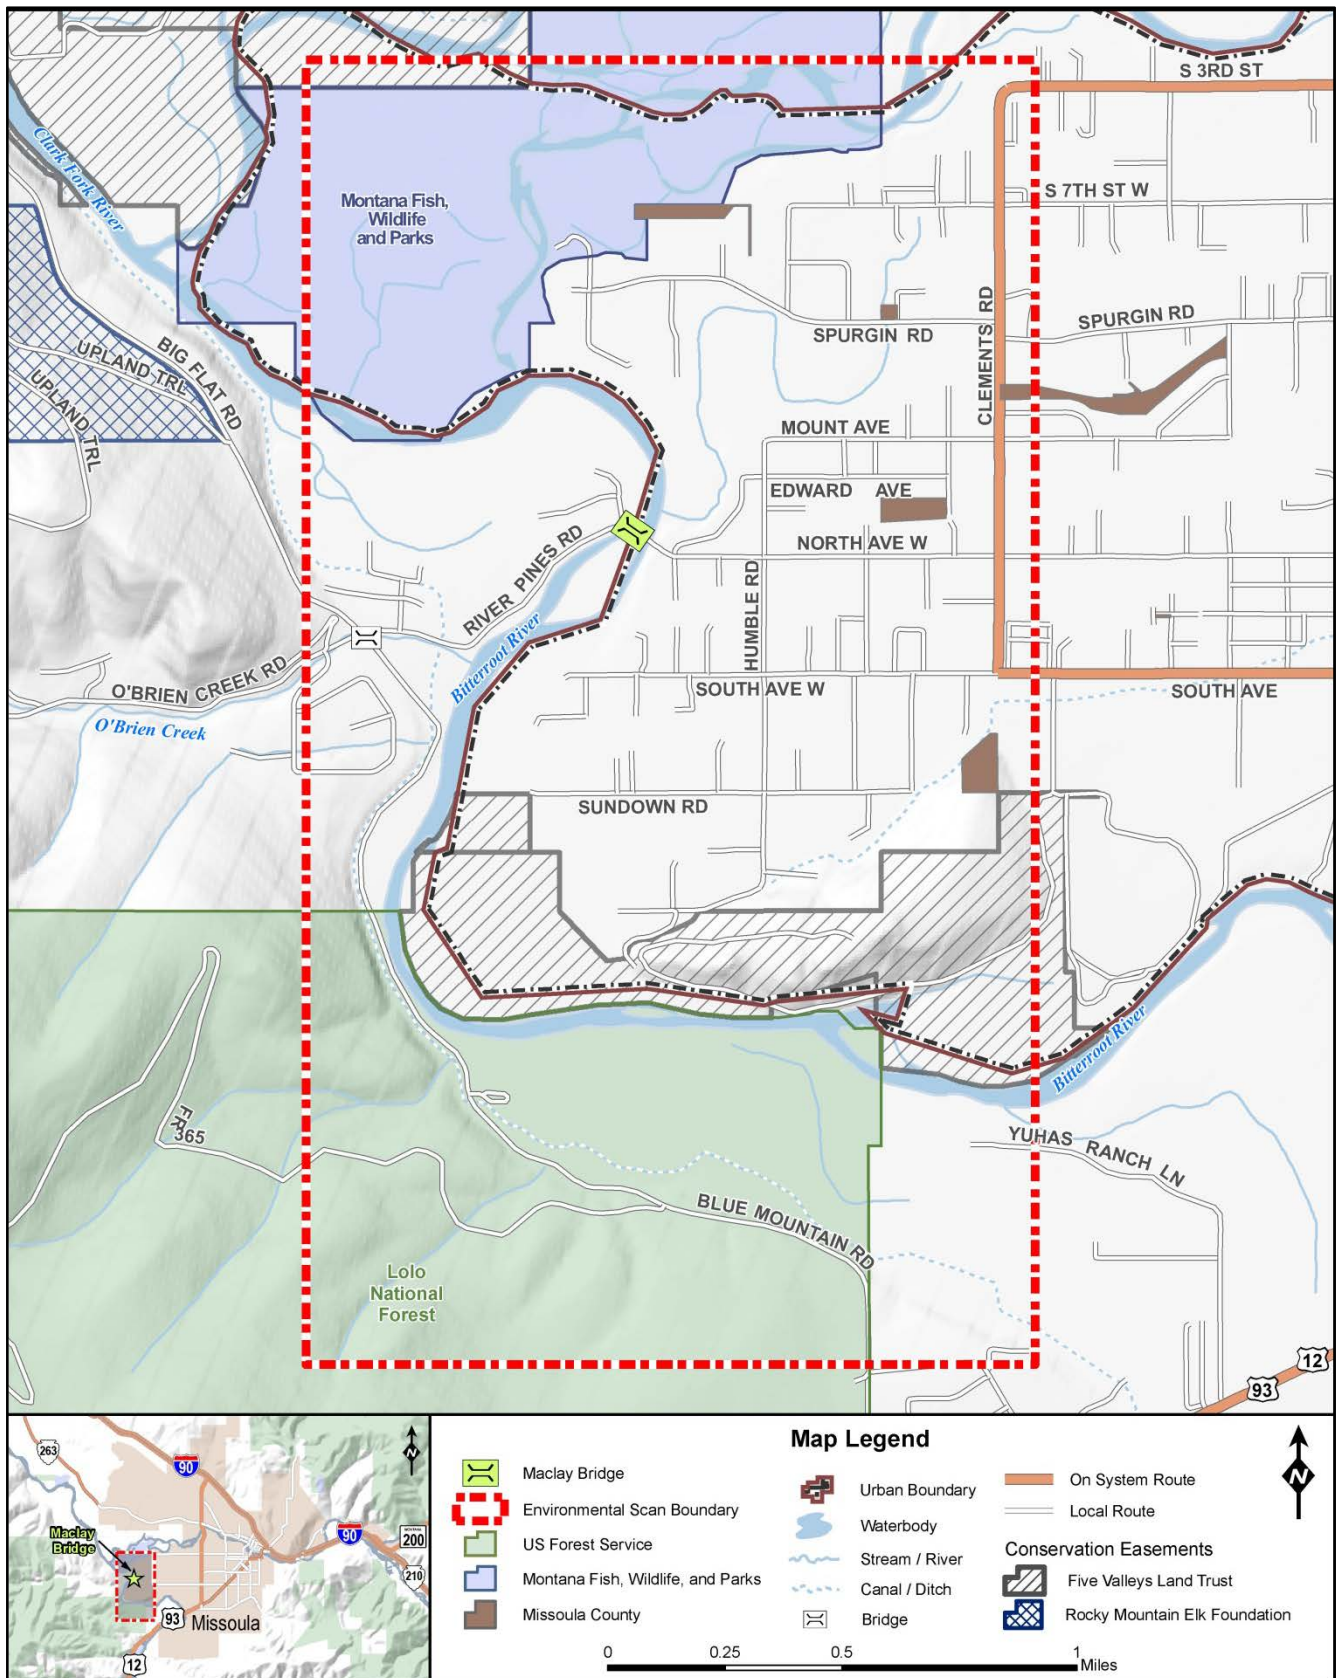 S 3RD ST
Clark Fork River
Montana Fish,
Wildlife
and Parks
S 7TH ST W
CLEMENTS RD
SPURGIN RD
SPURGIN RD
BIG FLAT RD
UPLAND TRL
UPLAND TRL
MOUNT AVE
EDWARD AVE
NORTH AVE W
RIVER PINES RD
HUMBLE RD
Bitterroot River
O'BRIEN CREEK RD
SOUTH AVE W
SOUTH AVE
O'Brien Creek
SUNDOWN RD
Bitterroot River
FR 365
YUHAS RANCH LN
BLUE MOUNTAIN RD
Lolo
National
Forest
12
93
263
90
N
Maclay
Bridge
90
MONTANA
200
210
93
Missoula
12
Map Legend
Maclay Bridge
Environmental Scan Boundary
US Forest Service
Montana Fish, Wildlife, and Parks
Missoula County
Urban Boundary
Waterbody
Stream / River
Canal / Ditch
Bridge
On System Route
Local Route
Conservation Easements
Five Valleys Land Trust
Rocky Mountain Elk Foundation
N
0 0.25 0.5 1
Miles